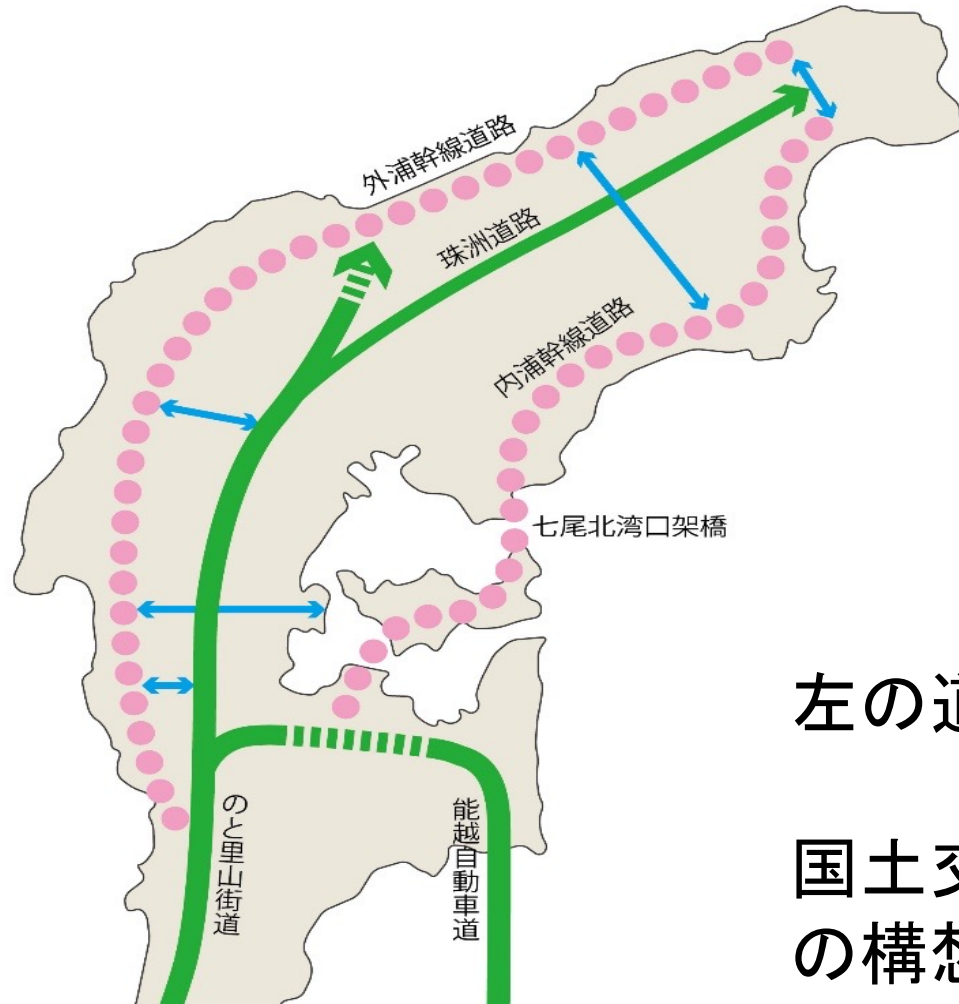 外浦幹線道路
珠洲道路
内浦幹線道路
七尾北湾口架橋
のと里山街道
能越自動車道
左の
国土交
の構想